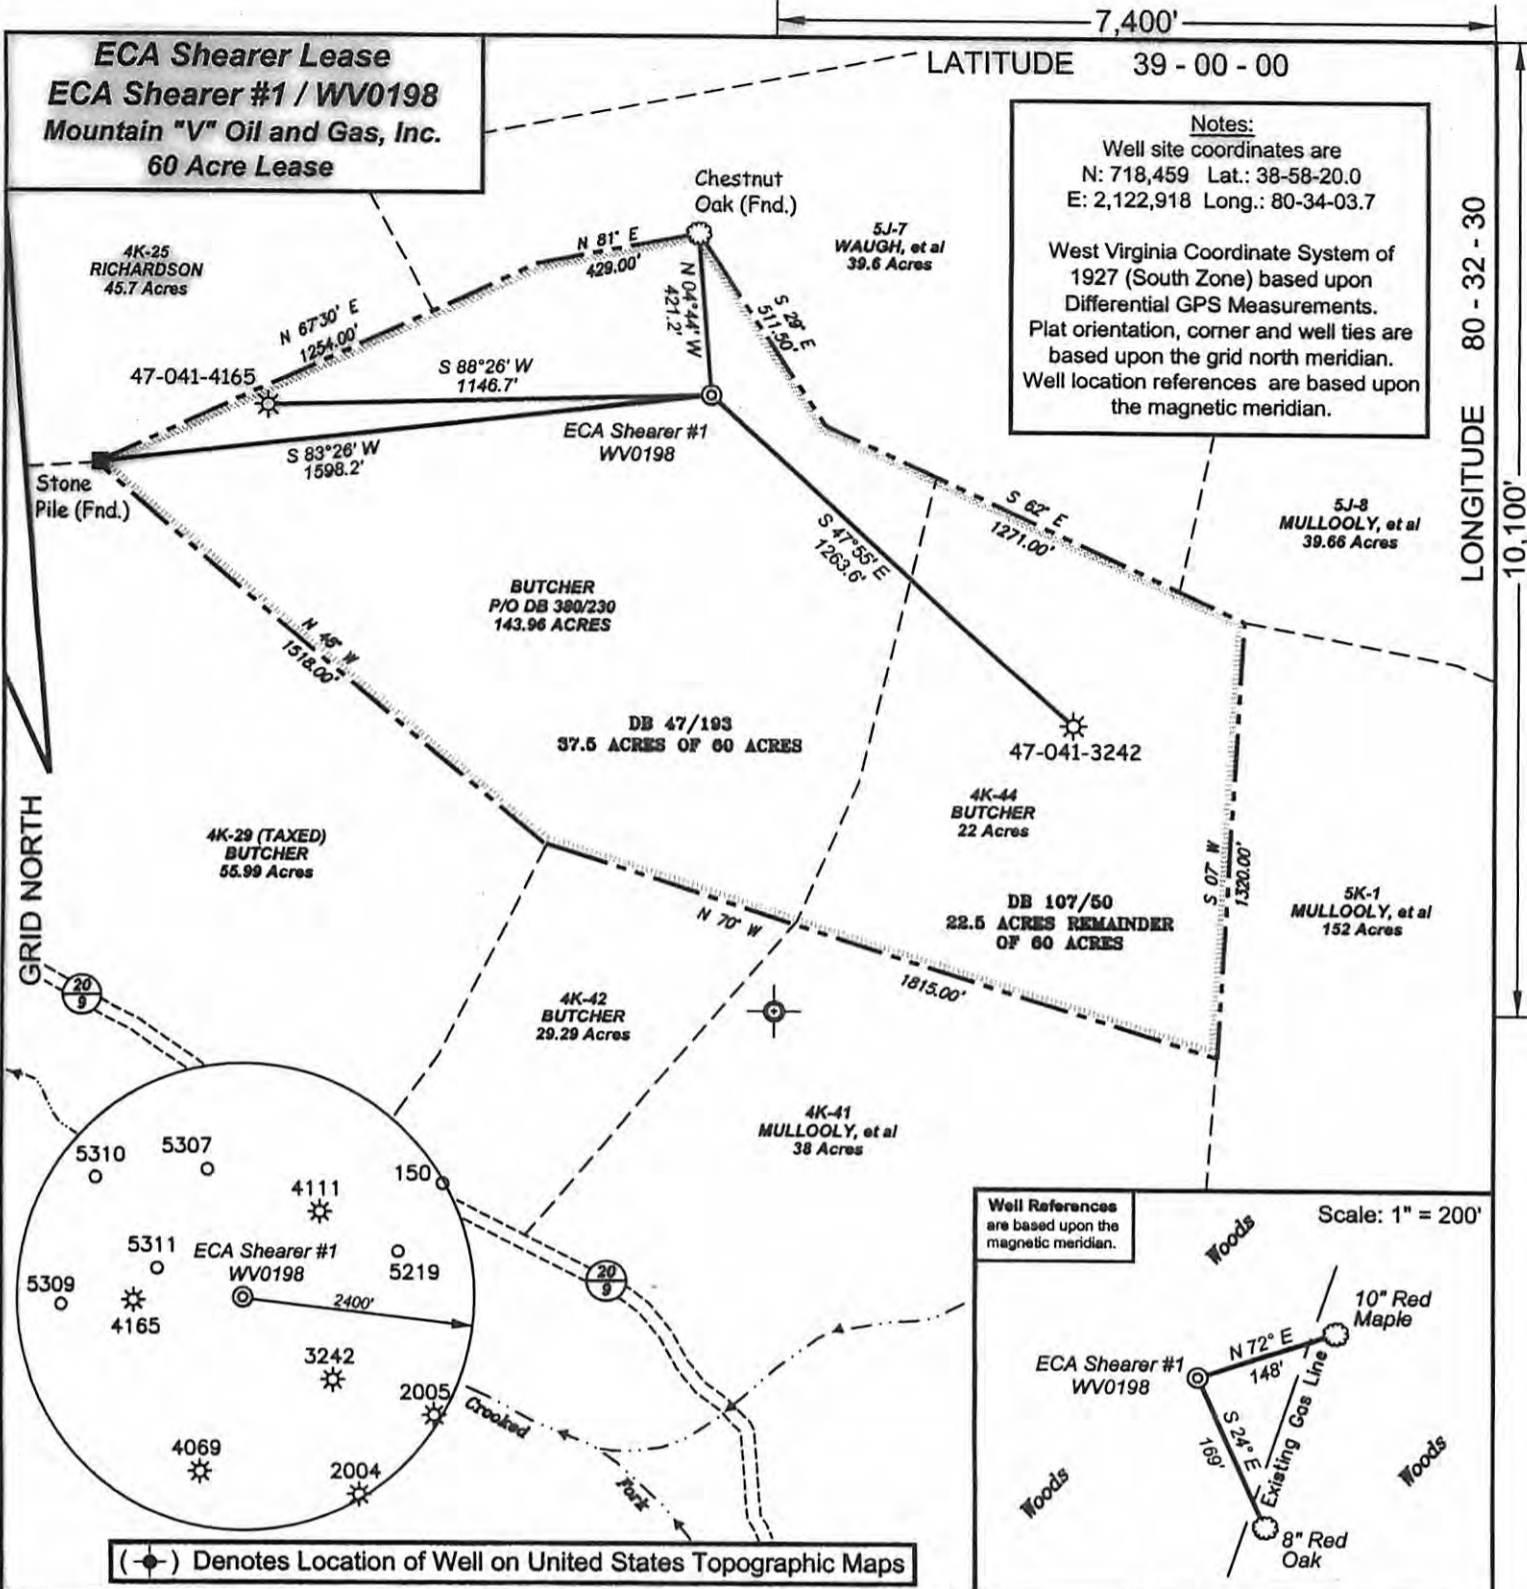 7,400'
ECA Shearer Lease
ECA Shearer #1 / WV0198
Mountain "V" Oil and Gas, Inc.
60 Acre Lease
LATITUDE 39 - 00 - 00
Notes:
Well site coordinates are
N: 718,459 Lat.: 38-58-20.0
E: 2,122,918 Long.: 80-34-03.7
West Virginia Coordinate System of
1927 (South Zone) based upon
Differential GPS Measurements.
Plat orientation, corner and well ties are
based upon the grid north meridian.
Well location references are based upon
the magnetic meridian.
LONGITUDE 80 - 32 - 30
10,100'
Chestnut
Oak (Fnd.)
4K-25
RICHARDSON
45.7 Acres
N 81° E
429.00'
5J-7
WAUGH, et al
39.6 Acres
N 67°30' E
1254.00'
N 04°44' W
421.2'
S 29° E
511.50'
47-041-4165
S 88°26' W
1146.7'
ECA Shearer #1
WV0198
S 83°26' W
1598.2'
Stone
Pile (Fnd.)
S 62° E
1271.00'
5J-8
MULLOOLY, et al
39.66 Acres
S 47°55' E
1263.6'
BUTCHER
P/O DB 380/230
143.96 ACRES
N 48° W
1518.00'
DB 47/193
37.5 ACRES OF 60 ACRES
47-041-3242
4K-44
BUTCHER
22 Acres
GRID NORTH
4K-29 (TAXED)
BUTCHER
55.99 Acres
S 07° W
1320.00'
DB 107/50
22.5 ACRES REMAINDER
OF 60 ACRES
5K-1
MULLOOLY, et al
152 Acres
N 70° W
1815.00'
20
9
4K-42
BUTCHER
29.29 Acres
4K-41
MULLOOLY, et al
38 Acres
5310
5307
150
4111
5311
ECA Shearer #1
WV0198
5219
5309
4165
2400'
3242
2005
4069
2004
20
9
Crooked
Fork
Well References
are based upon the
magnetic meridian.
Scale: 1" = 200'
Woods
10" Red
Maple
N 72° E
148'
ECA Shearer #1
WV0198
S 24° E
169'
Existing Gas Line
Woods
Woods
8" Red
Oak
( ) Denotes Location of Well on United States Topographic Maps